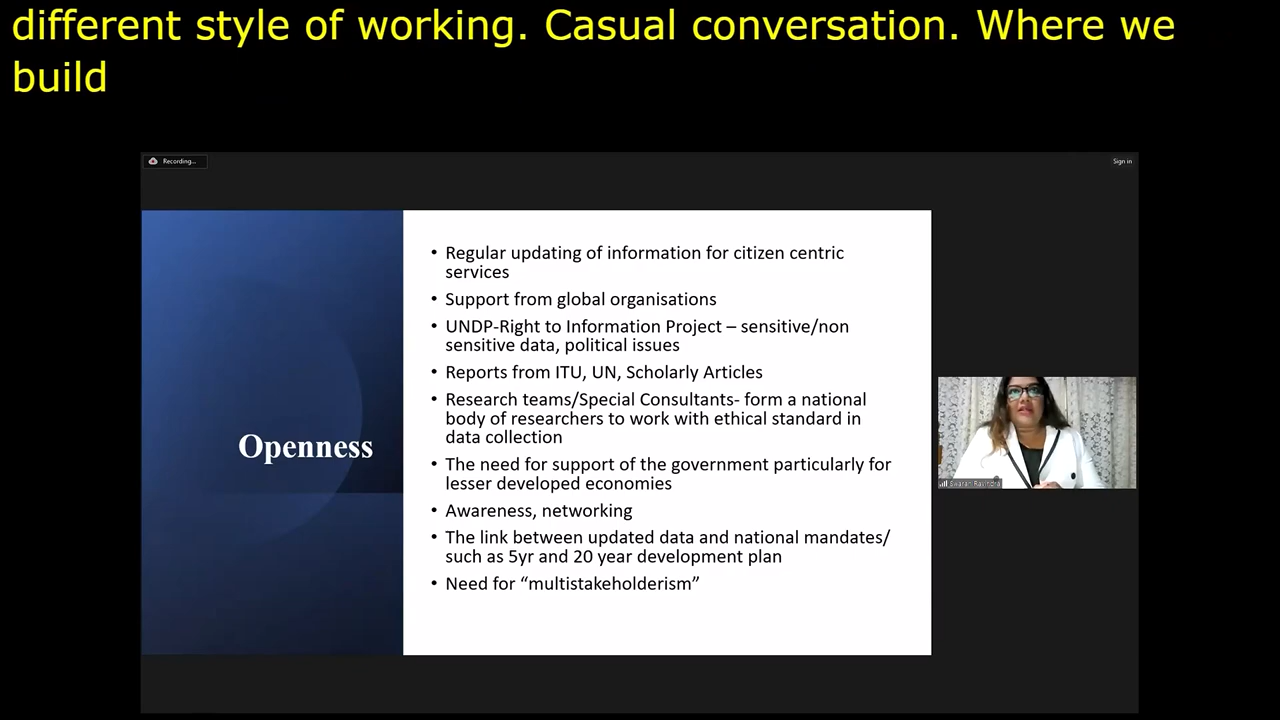 different style of working. Casual conversation. Where we
build
Recording...
Sign in
Openness
• Regular updating of information for citizen centric
services
• Support from global organisations
• UNDP-Right to Information Project – sensitive/non
sensitive data, political issues
• Reports from ITU, UN, Scholarly Articles
• Research teams/Special Consultants- form a national
body of researchers to work with ethical standard in
data collection
• The need for support of the government particularly for
lesser developed economies
• Awareness, networking
• The link between updated data and national mandates/
such as 5yr and 20 year development plan
• Need for “multistakeholderism”
Swaran Ravindra